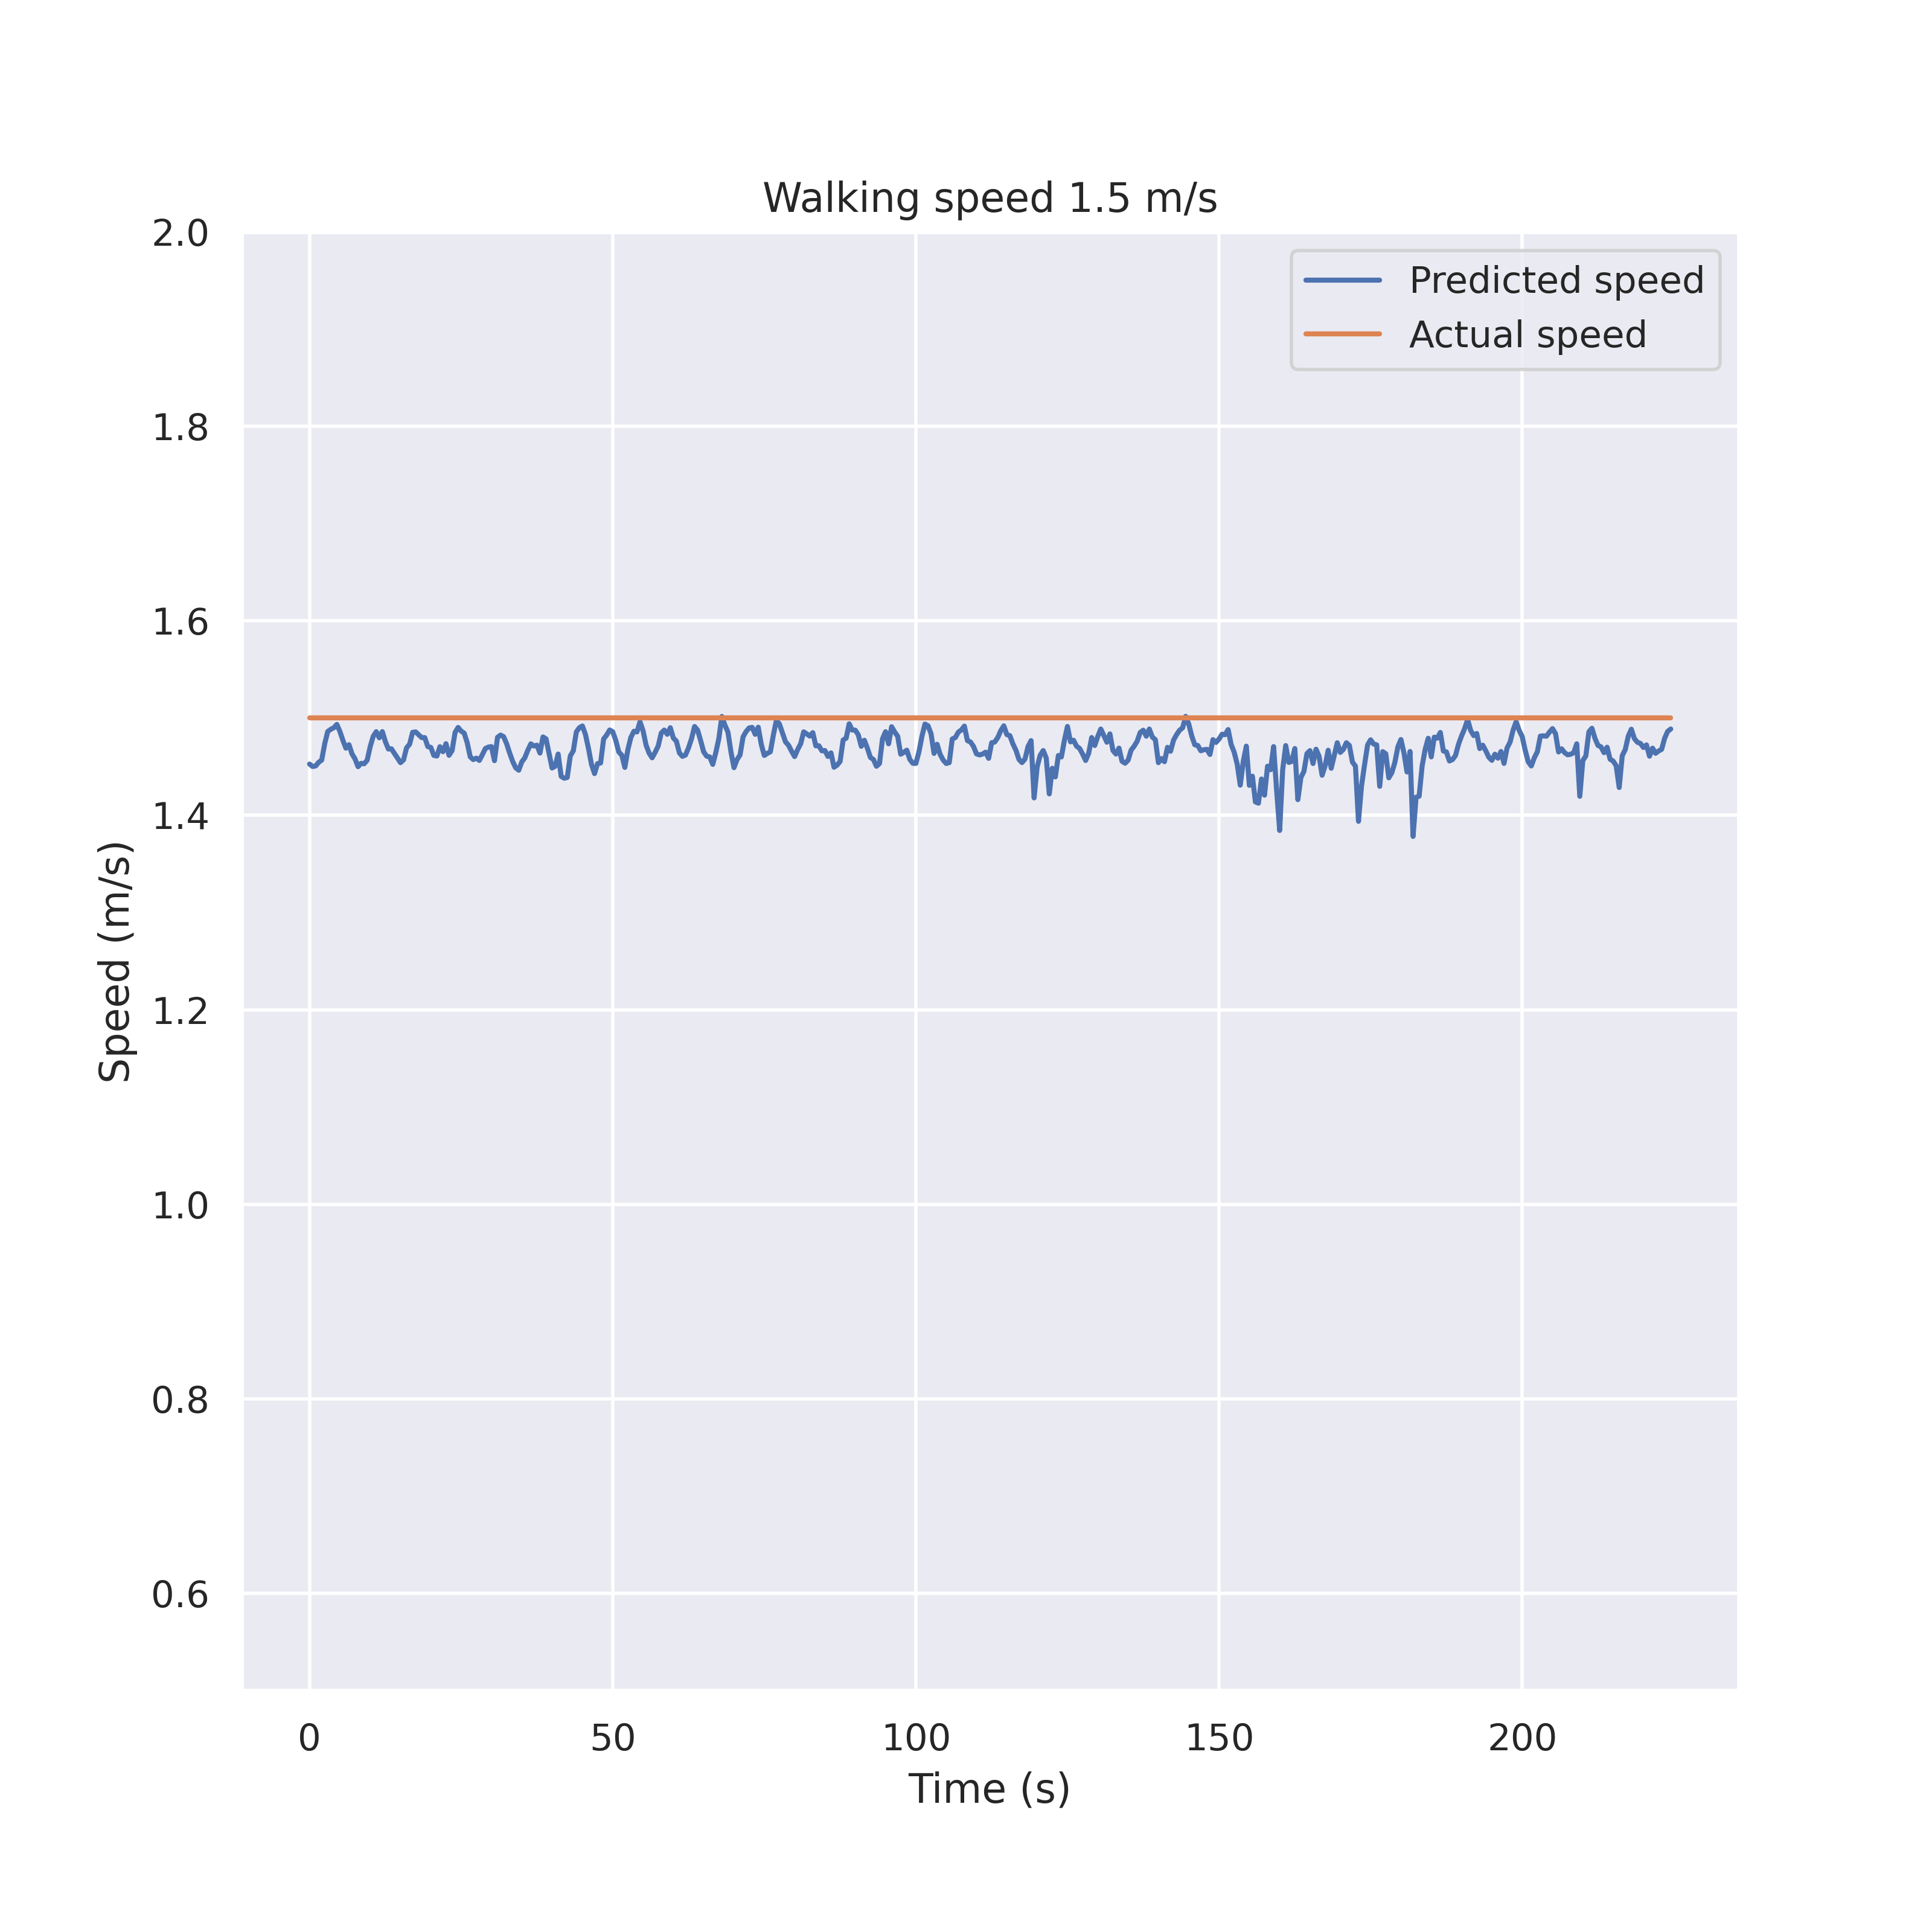 Walking speed 1.5 m/s
2.0
1.8
1.6
1.4
1.2
1.0
0.8
0.6
Speed (m/s)
Predicted speed
Actual speed
0 50 100 150 200
Time (s)